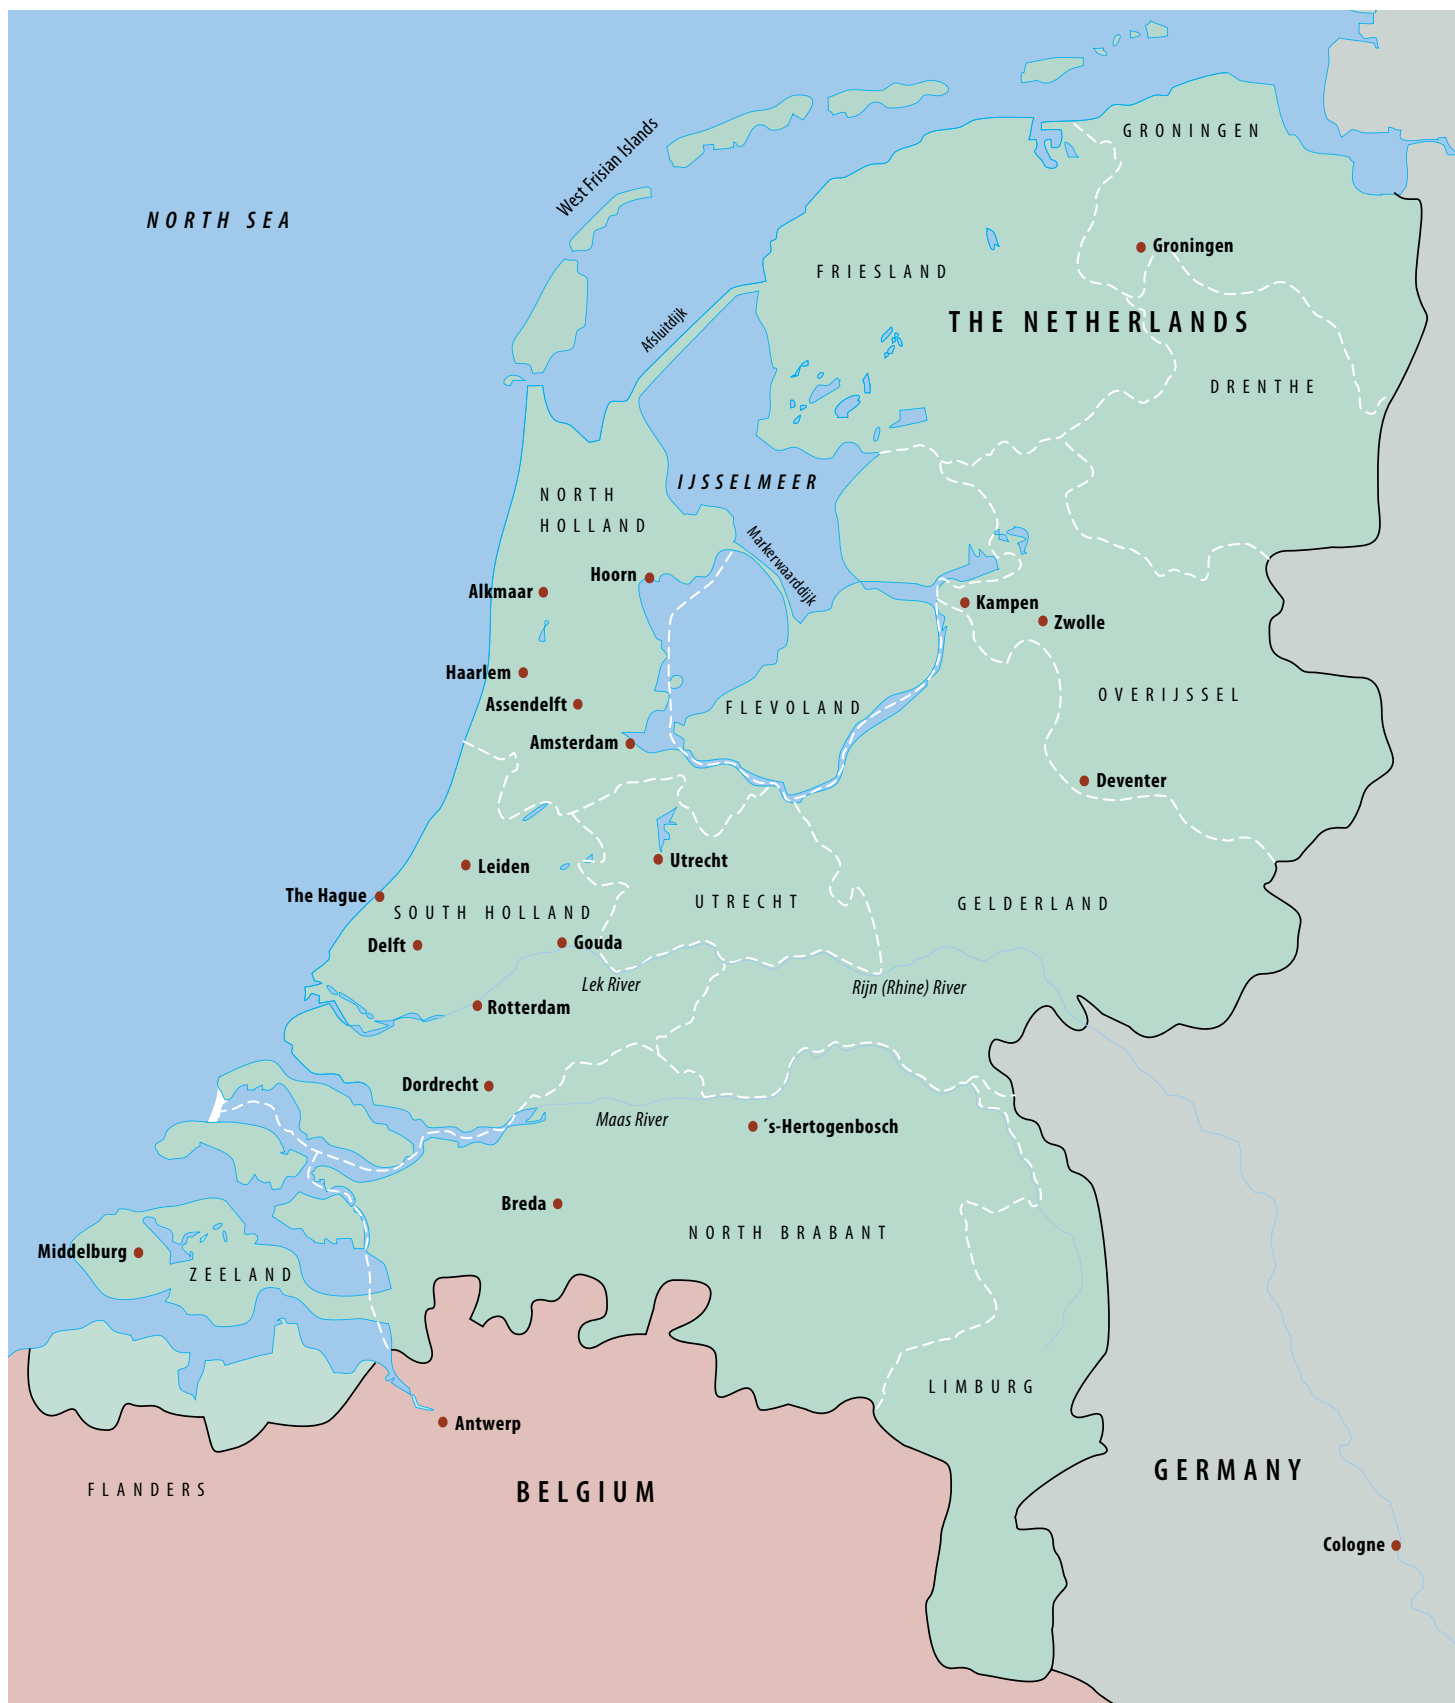 GRONINGEN
West Frisian Islands
NORTH SEA
Groningen
FRIESLAND
THE NETHERLANDS
Afsluitdijk
DRENTHE
IJSSELMEER
NORTH
HOLLAND
Markerwaarddijk
Hoorn
Alkmaar
Kampen
Zwolle
Haarlem
OVERIJSSEL
Assendelft
FLEVOLAND
Amsterdam
Deventer
Utrecht
Leiden
The Hague
UTRECHT
GELDERLAND
SOUTH HOLLAND
Delft
Gouda
Lek River
Rijn (Rhine) River
Rotterdam
Dordrecht
Maas River
´s-Hertogenbosch
Breda
NORTH BRABANT
Middelburg
ZEELAND
LIMBURG
Antwerp
GERMANY
FLANDERS
BELGIUM
Cologne